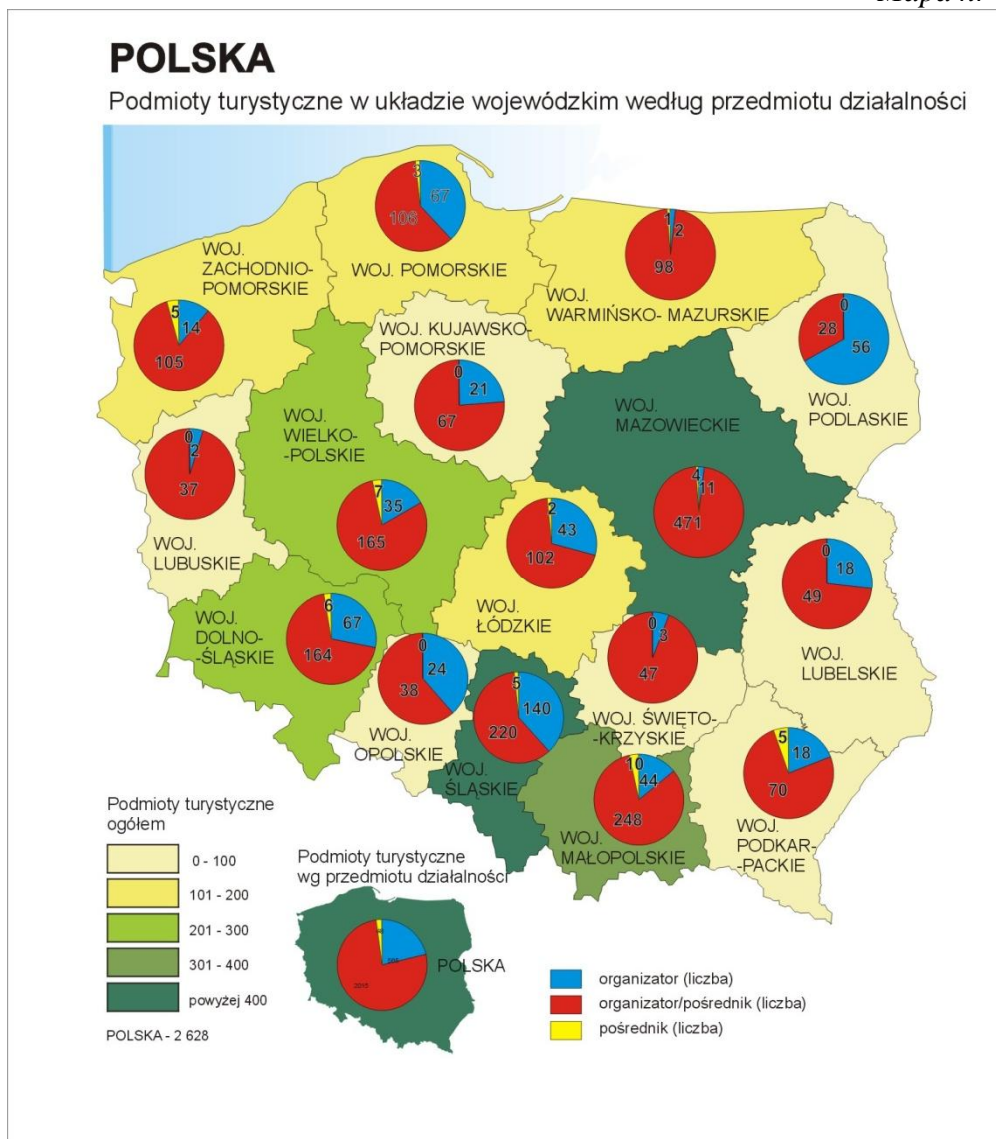 POLSKA
Podmioty turystyczne w układzie wojewódzkim według przedmiotu działalności
3
67
106
WOJ. POMORSKIE
WOJ.
ZACHODNIO-
POMORSKIE
5
14
105
1
2
98
WOJ.
WARMIŃSKO- MAZURSKIE
0
28
56
WOJ.
PODLASKIE
WOJ. KUJAWSKO-
POMORSKIE
0
21
67
WOJ.
MAZOWIECKIE
4
11
471
WOJ.
WIELKO-
-POLSKIE
7
35
165
0
2
37
WOJ.
LUBUSKIE
2
43
102
WOJ.
ŁÓDZKIE
0
18
49
WOJ.
LUBELSKIE
WOJ.
DOLNO-
-ŚLĄSKIE
6
67
164
0
24
38
WOJ.
OPOLSKIE
5
140
220
WOJ.
ŚLĄSKIE
0
3
47
WOJ. ŚWIĘTO-
-KRZYSKIE
10
44
248
WOJ.
MAŁOPOLSKIE
5
18
70
WOJ.
PODKAR-
-PACKIE
Podmioty turystyczne
ogółem
0 - 100
101 - 200
201 - 300
301 - 400
powyżej 400
POLSKA - 2 628
Podmioty turystyczne
wg przedmiotu działalności
POLSKA
organizator (liczba)
organizator/pośrednik (liczba)
pośrednik (liczba)